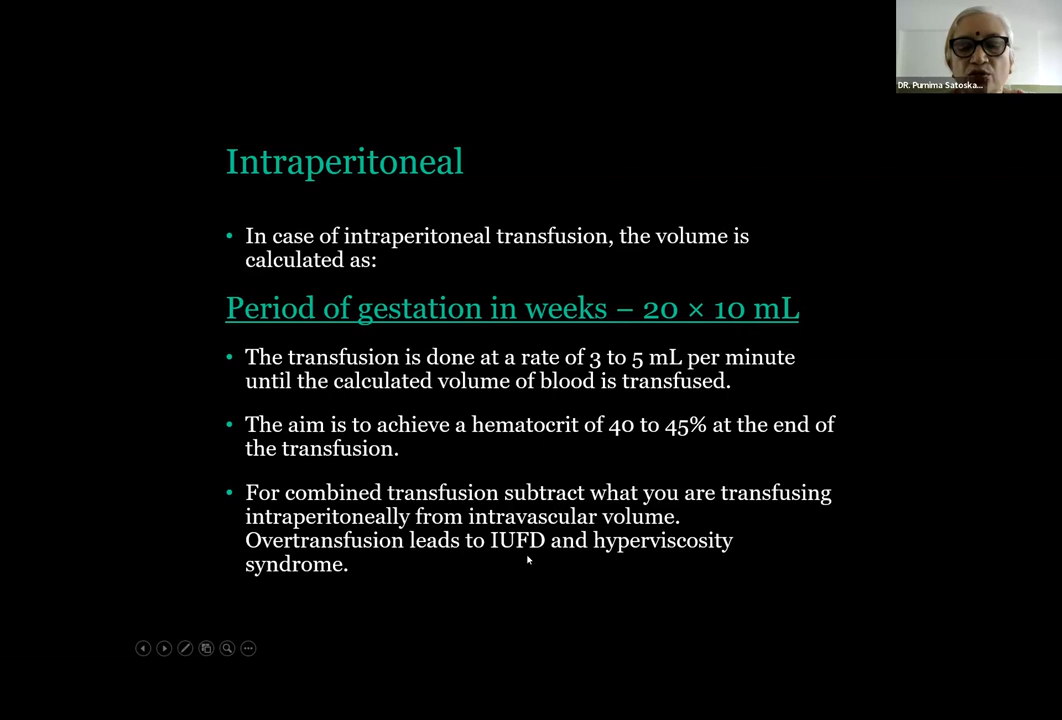 DR. Purnima Satoska...
Intraperitoneal
• In case of intraperitoneal transfusion, the volume is
calculated as:
Period of gestation in weeks – 20 × 10 mL
• The transfusion is done at a rate of 3 to 5 mL per minute
until the calculated volume of blood is transfused.
• The aim is to achieve a hematocrit of 40 to 45% at the end of
the transfusion.
• For combined transfusion subtract what you are transfusing
intraperitoneally from intravascular volume.
Overtransfusion leads to IUFD and hyperviscosity
syndrome.